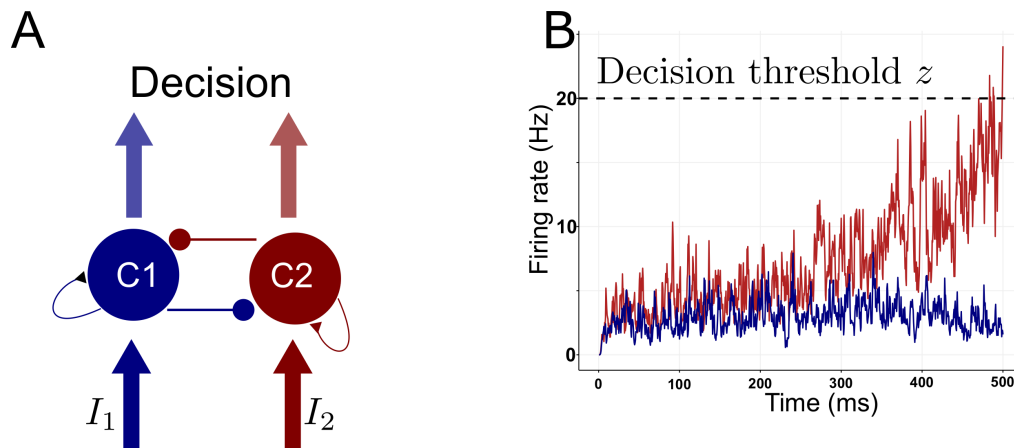 A
Decision
C1
C2
I1
I2
B
Decision threshold z
Firing rate (Hz)
20
10
0
0
100
200
300
400
500
Time (ms)